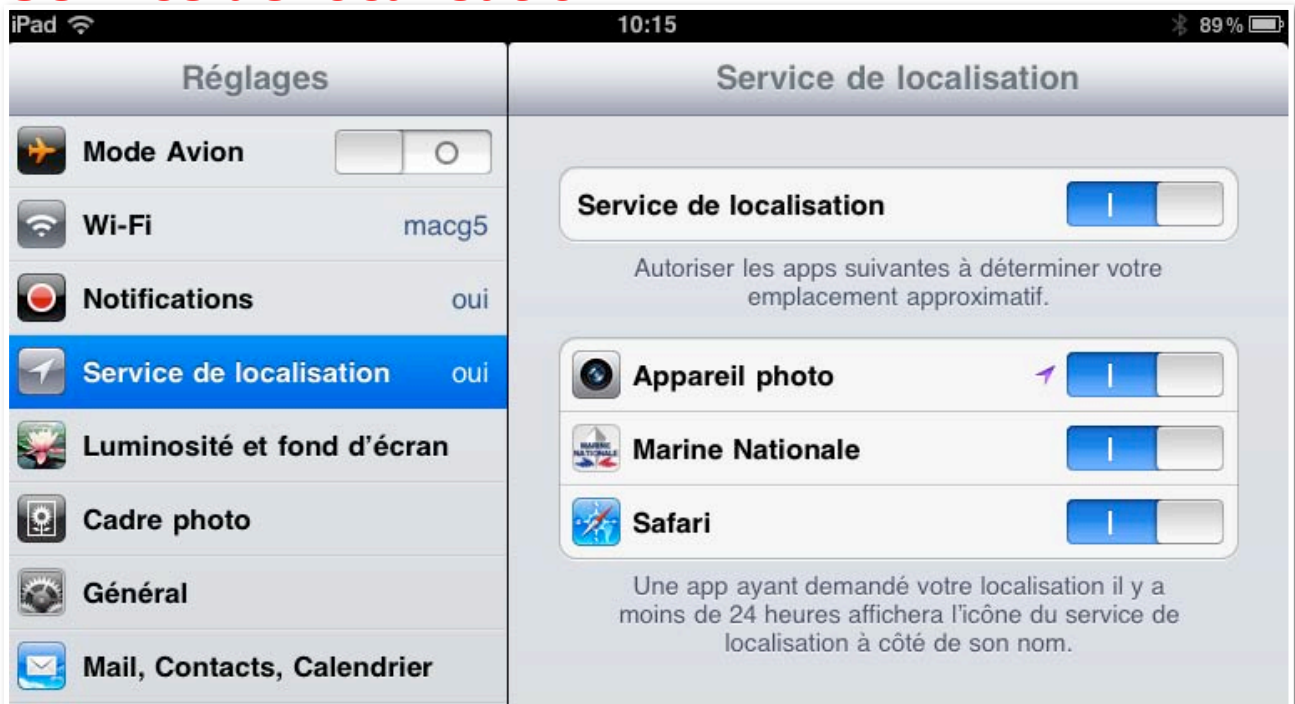 iPad 10:15 89 %
Réglages
Mode Avion
Wi-Fi macg5
Notifications oui
Service de localisation oui
Luminosité et fond d'écran
Cadre photo
Général
Mail, Contacts, Calendrier
Service de localisation
Service de localisation
Autoriser les apps suivantes à déterminer votre
emplacement approximatif.
Appareil photo
MARINE
NATIONALE
Marine Nationale
Safari
Une app ayant demandé votre localisation il y a
moins de 24 heures affichera l'icône du service de
localisation à côté de son nom.